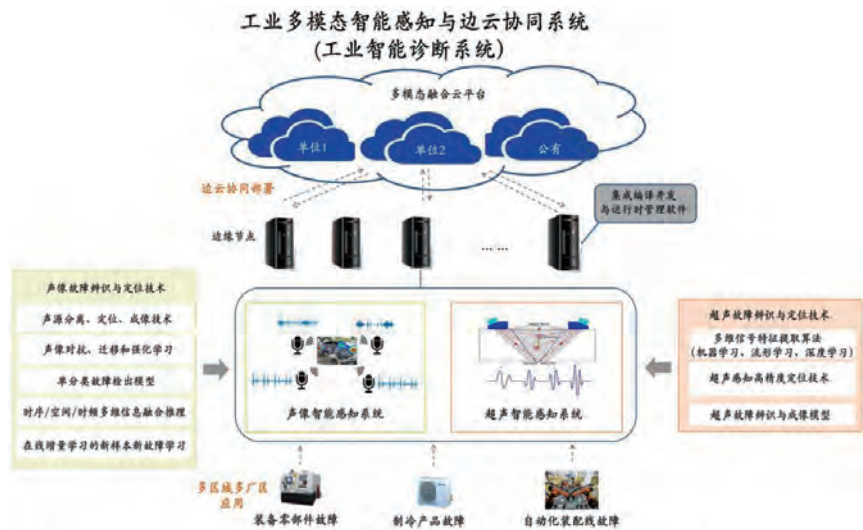 工业多模态智能感知与边云协同系统
(工业智能诊断系统)
多模态融合云平台
单位1
单位2
公有
边云协同部署
集成编译开发
与运行时管理软件
边缘节点
... ...
声像故障辨识与定位技术
声源分离、定位、成像技术
声像对抗、迁移和强化学习
单分类故障检出模型
时序/空间/时频多维信息融合推理
在线增量学习的新样本新故障学习
声像智能感知系统
超声智能感知系统
超声故障辨识与定位技术
多维信号特征提取算法
(机器学习、流形学习、深度学习)
超声感知高精度定位技术
超声故障辨识与成像模型
多区域多厂区
应用
装备零部件故障
制冷产品故障
自动化装配线故障